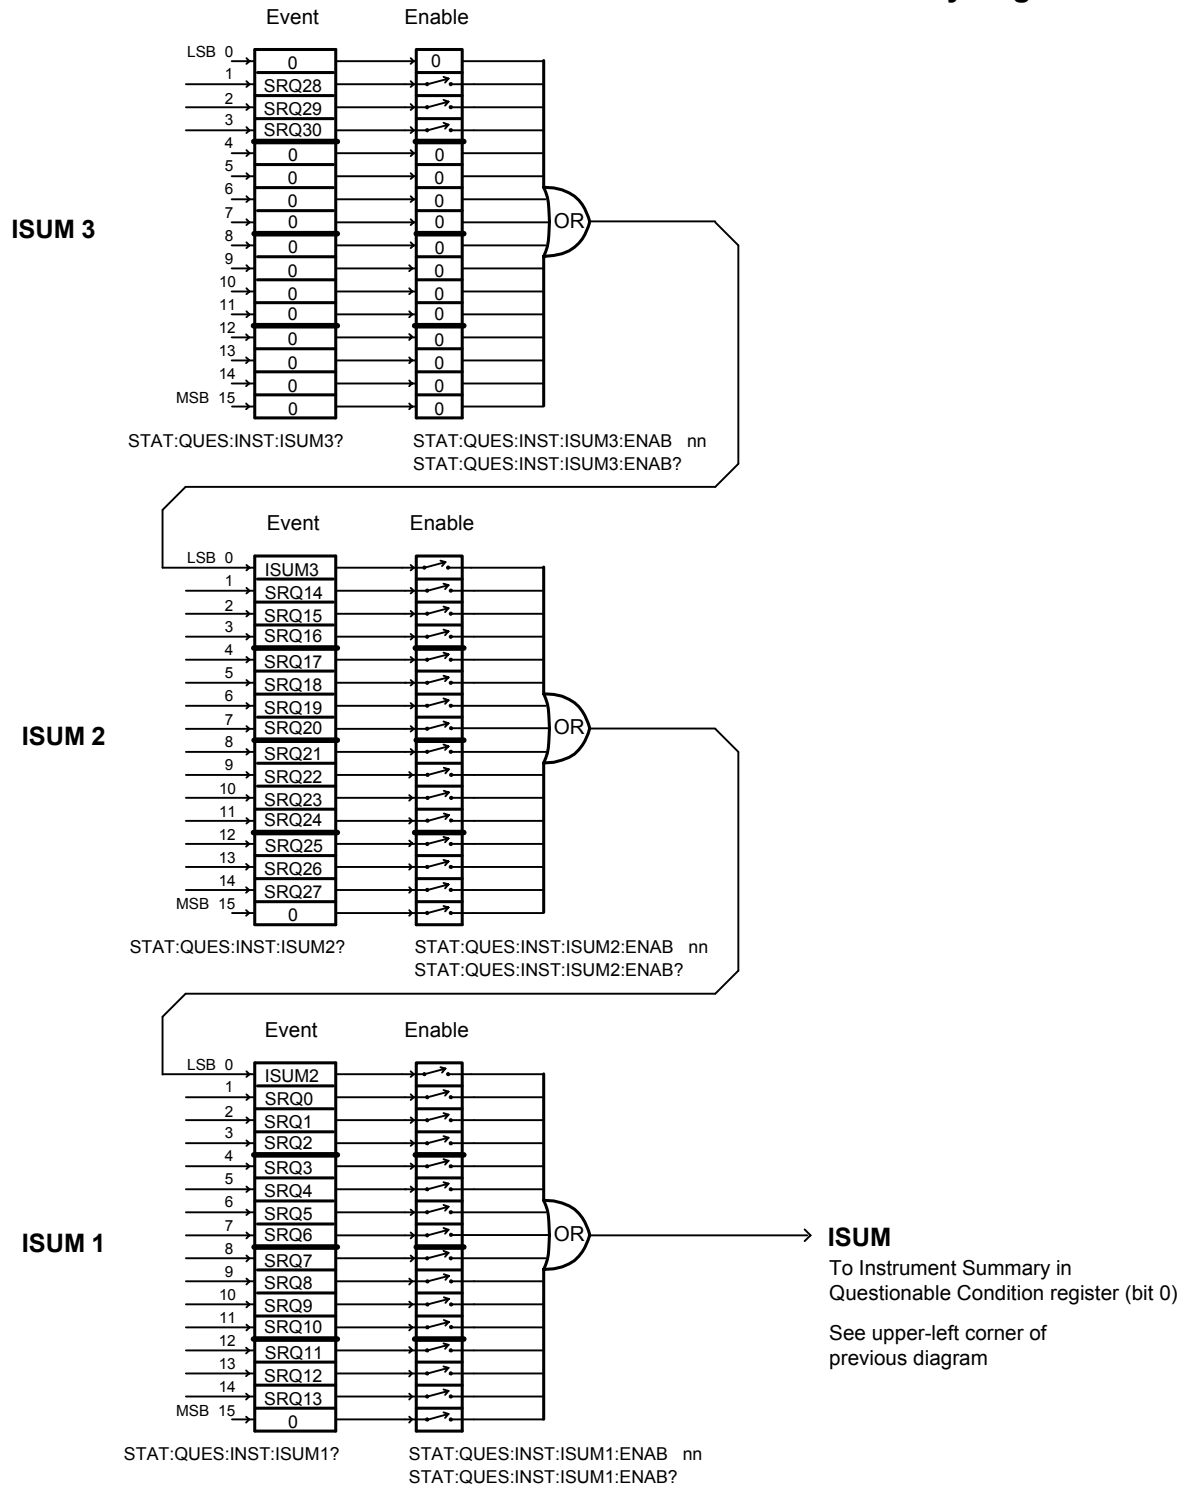 Event Enable
LSB 0 0 0
1 SRQ28
2 SRQ29
3 SRQ30
4 0 0
5 0 0
6 0 0
7 0 0
OR
ISUM 3
8 0 0
9 0 0
10 0 0
11 0 0
12 0 0
13 0 0
14 0 0
MSB 15 0 0
STAT:QUES:INST:ISUM3? STAT:QUES:INST:ISUM3:ENAB nn
STAT:QUES:INST:ISUM3:ENAB?
Event Enable
LSB 0 ISUM3
1 SRQ14
2 SRQ15
3 SRQ16
4 SRQ17
5 SRQ18
6 SRQ19
7 SRQ20
OR
ISUM 2
8 SRQ21
9 SRQ22
10 SRQ23
11 SRQ24
12 SRQ25
13 SRQ26
14 SRQ27
MSB 15 0
STAT:QUES:INST:ISUM2? STAT:QUES:INST:ISUM2:ENAB nn
STAT:QUES:INST:ISUM2:ENAB?
Event Enable
LSB 0 ISUM2
1 SRQ0
2 SRQ1
3 SRQ2
4 SRQ3
5 SRQ4
6 SRQ5
7 SRQ6
OR
ISUM 1
8 SRQ7
9 SRQ8
10 SRQ9
11 SRQ10
12 SRQ11
13 SRQ12
14 SRQ13
MSB 15 0
STAT:QUES:INST:ISUM1? STAT:QUES:INST:ISUM1:ENAB nn
STAT:QUES:INST:ISUM1:ENAB?
ISUM
To Instrument Summary in
Questionable Condition register (bit 0)
See upper-left corner of
previous diagram